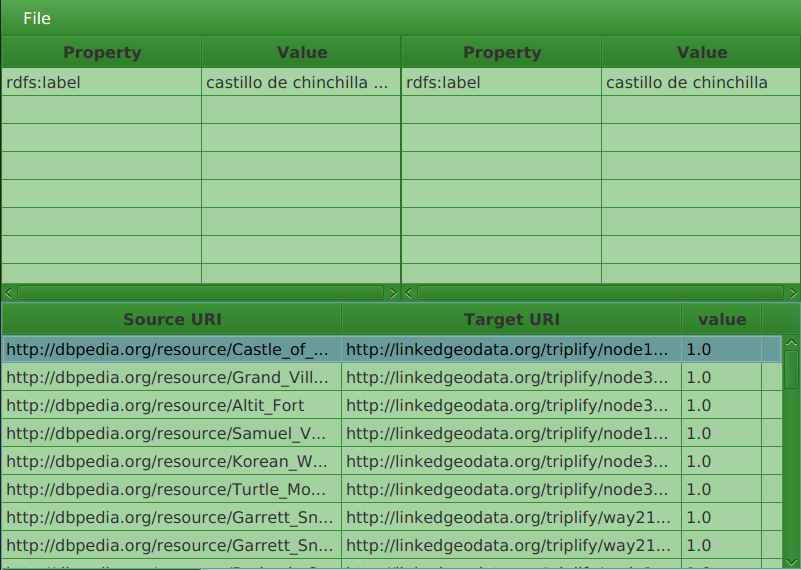 File
Property Value Property Value
rdfs:label castillo de chinchilla ... rdfs:label castillo de chinchilla
Source URI Target URI value
http://dbpedia.org/resource/Castle_of_... http://linkedgeodata.org/triplify/node1... 1.0
http://dbpedia.org/resource/Grand_Vill... http://linkedgeodata.org/triplify/node3... 1.0
http://dbpedia.org/resource/Altit_Fort http://linkedgeodata.org/triplify/node3... 1.0
http://dbpedia.org/resource/Samuel_V... http://linkedgeodata.org/triplify/node1... 1.0
http://dbpedia.org/resource/Korean_W... http://linkedgeodata.org/triplify/node3... 1.0
http://dbpedia.org/resource/Turtle_Mo... http://linkedgeodata.org/triplify/node3... 1.0
http://dbpedia.org/resource/Garrett_Sn... http://linkedgeodata.org/triplify/way21... 1.0
http://dbpedia.org/resource/Garrett_Sn... http://linkedgeodata.org/triplify/way21... 1.0